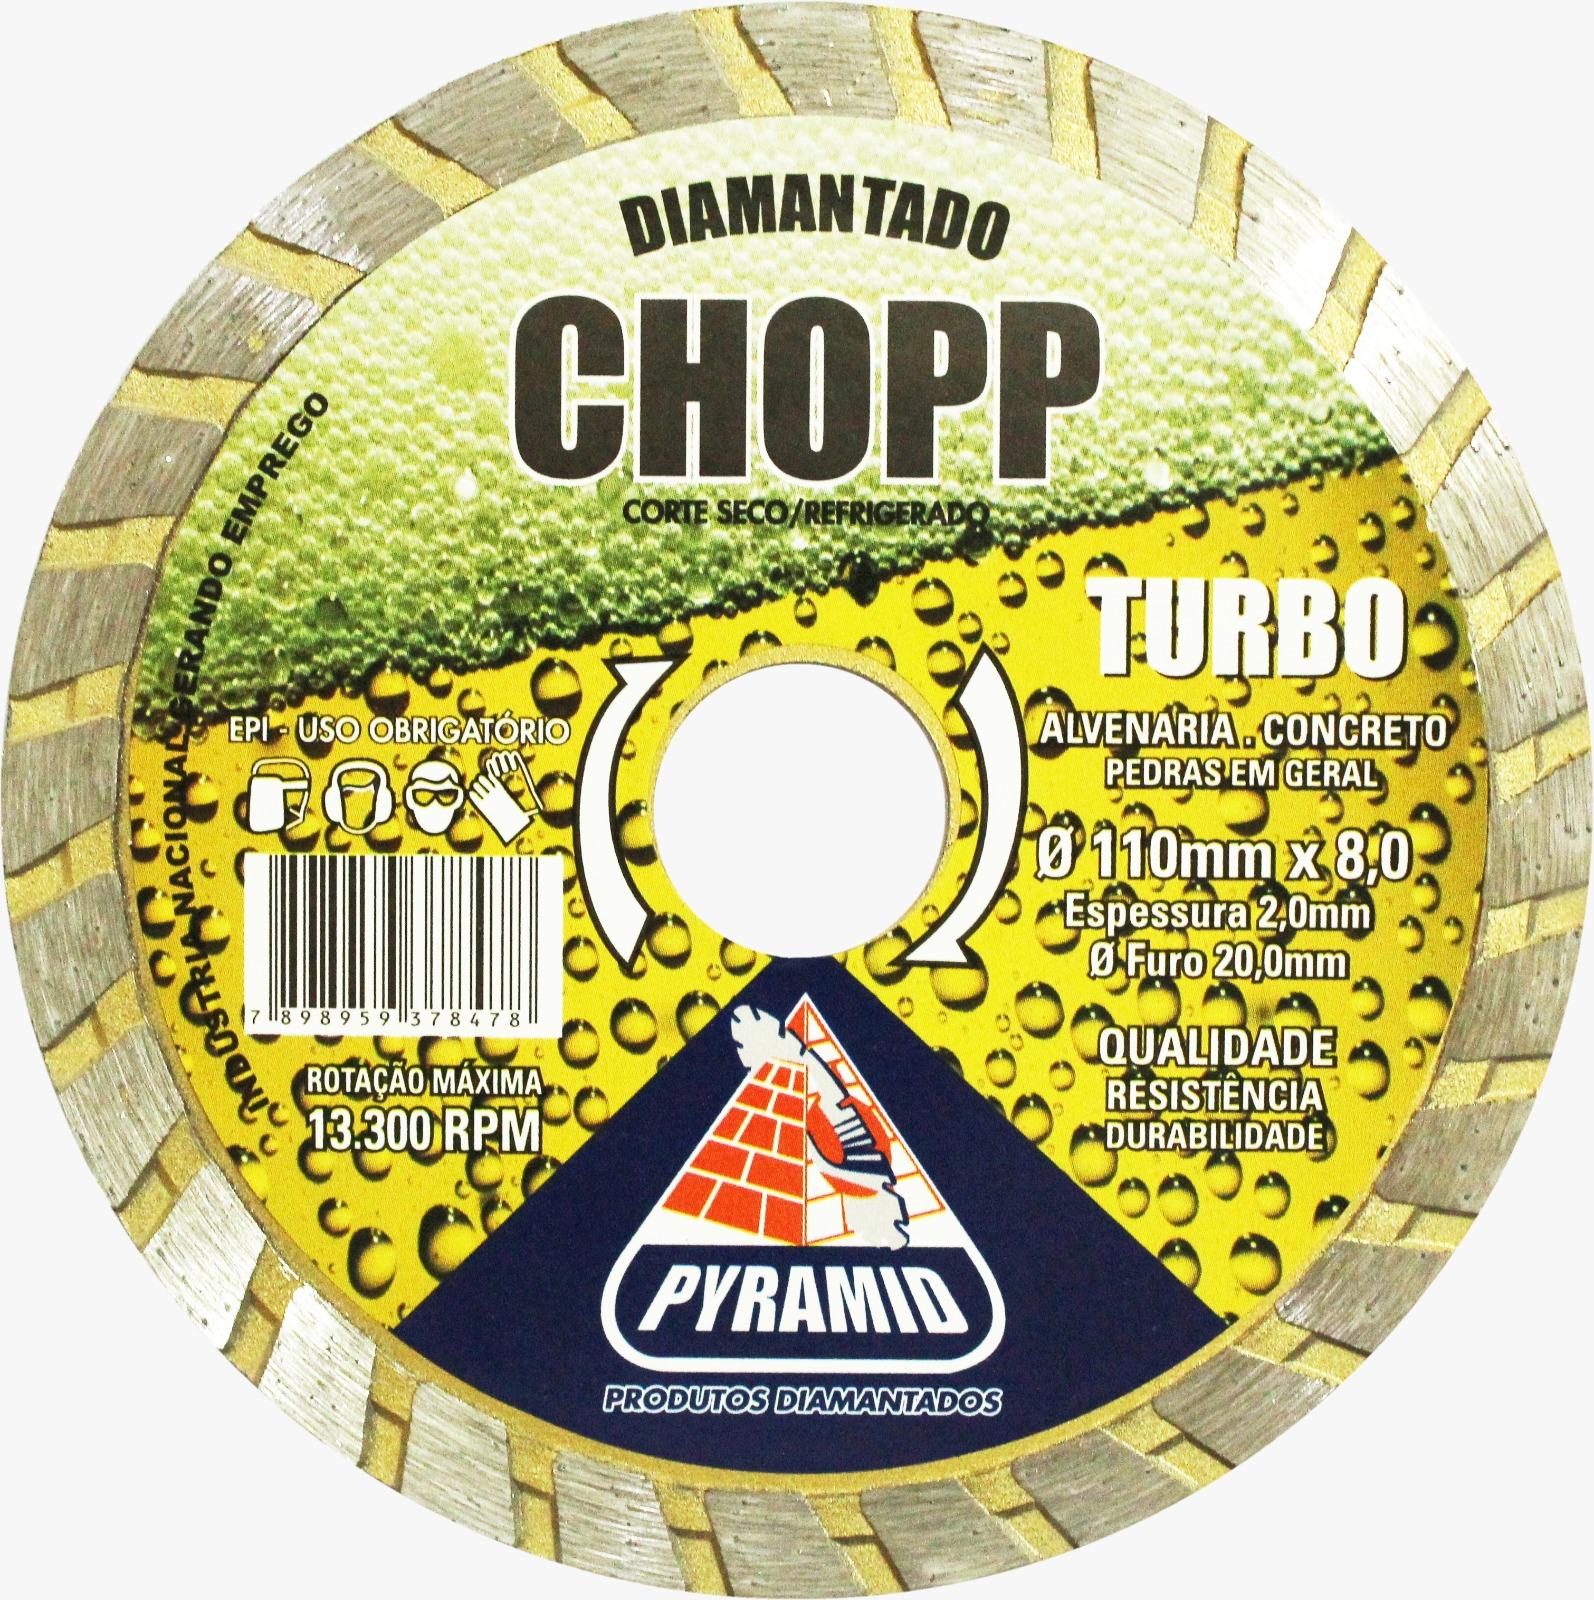 DIAMANTADO
CHOPP
CORTE SECO/REFRIGERADO
TURBO
INDÚSTRIA NACIONAL GERANDO EMPREGO
EPI - USO OBRIGATÓRIO
ALVENARIA . CONCRETO
PEDRAS EM GERAL
Ø 110mm x 8,0
Espessura 2,0mm
Ø Furo 20,0mm
7 898959 378478
ROTAÇÃO MÁXIMA
13.300 RPM
QUALIDADE
RESISTÊNCIA
DURABILIDADE
PYRAMID
PRODUTOS DIAMANTADOS